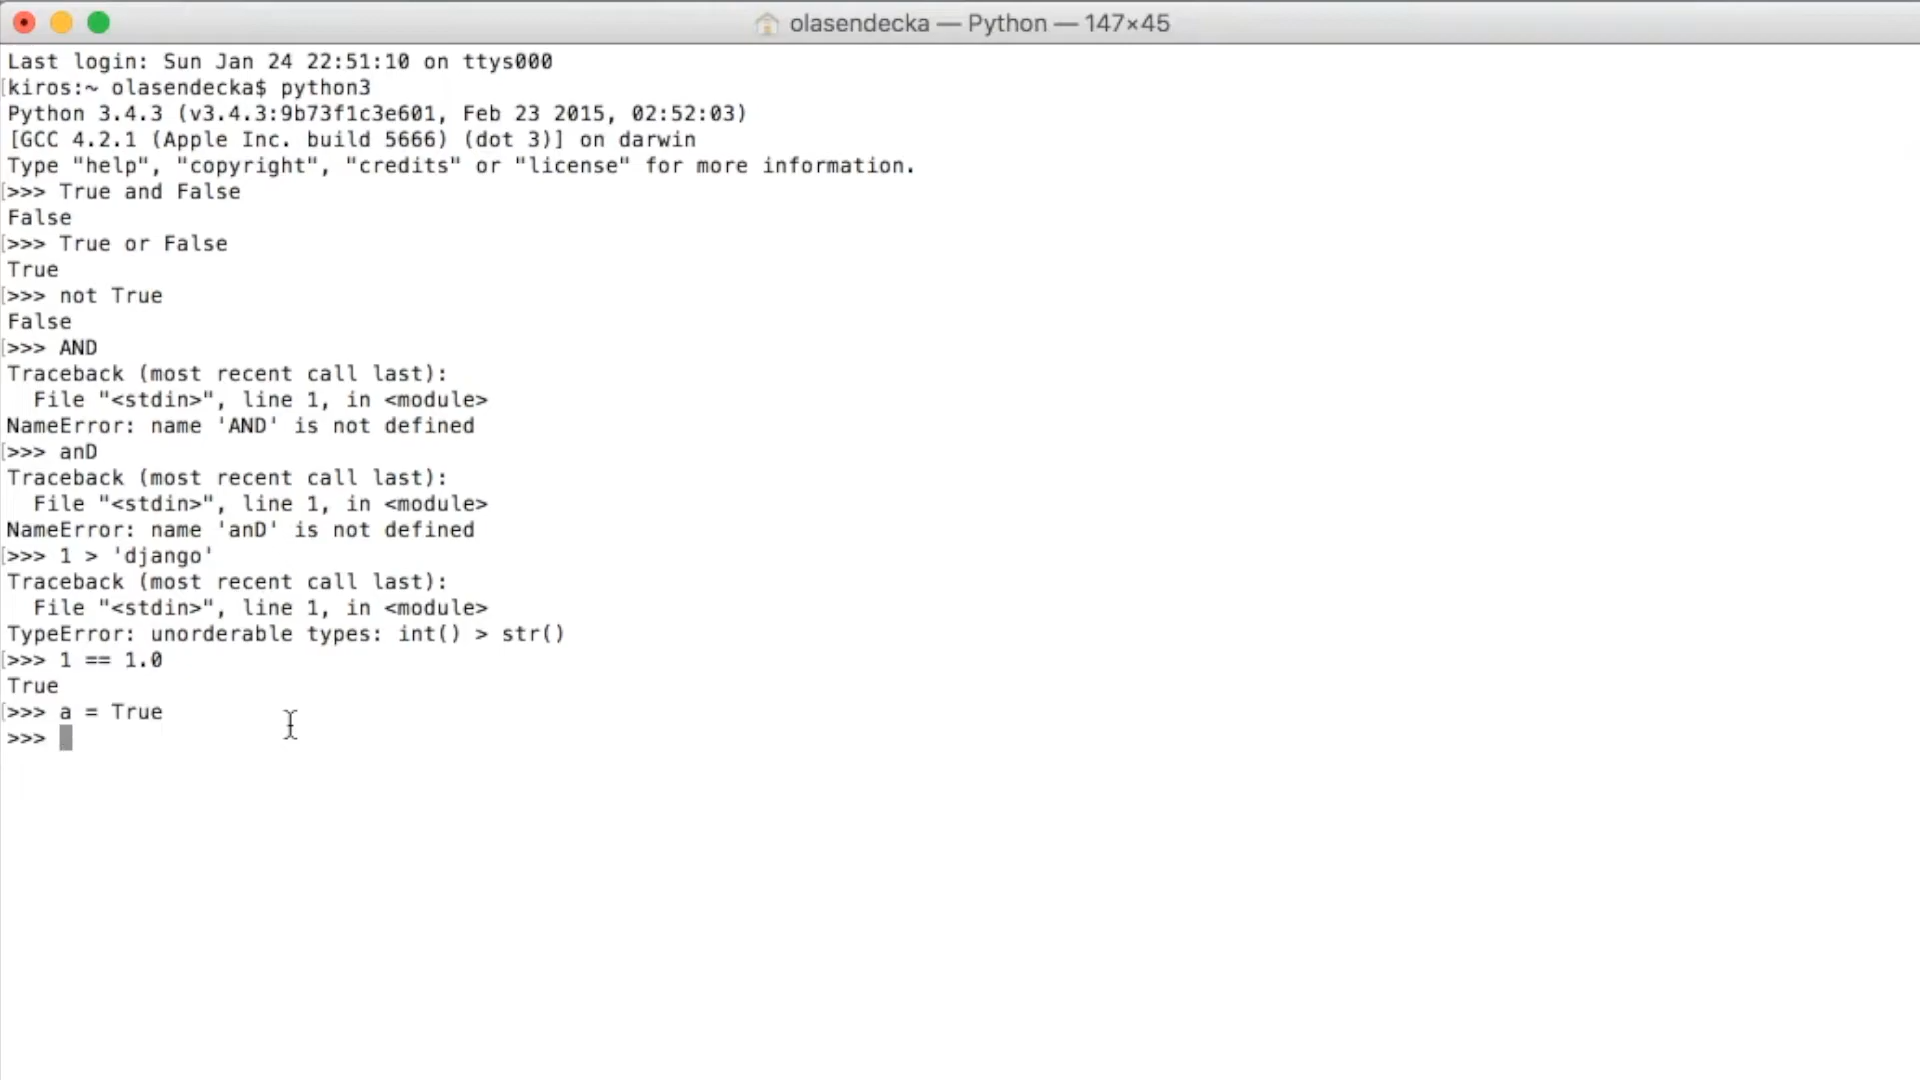 olasendecka — Python — 147×45
Last login: Sun Jan 24 22:51:10 on ttys000
[kiros:~ olasendecka$ python3
Python 3.4.3 (v3.4.3:9b73f1c3e601, Feb 23 2015, 02:52:03)
[GCC 4.2.1 (Apple Inc. build 5666) (dot 3)] on darwin
Type "help", "copyright", "credits" or "license" for more information.
[>>> True and False
False
[>>> True or False
True
[>>> not True
False
[>>> AND
Traceback (most recent call last):
  File "<stdin>", line 1, in <module>
NameError: name 'AND' is not defined
[>>> anD
Traceback (most recent call last):
  File "<stdin>", line 1, in <module>
NameError: name 'anD' is not defined
[>>> 1 > 'django'
Traceback (most recent call last):
  File "<stdin>", line 1, in <module>
TypeError: unorderable types: int() > str()
[>>> 1 == 1.0
True
[>>> a = True
>>>